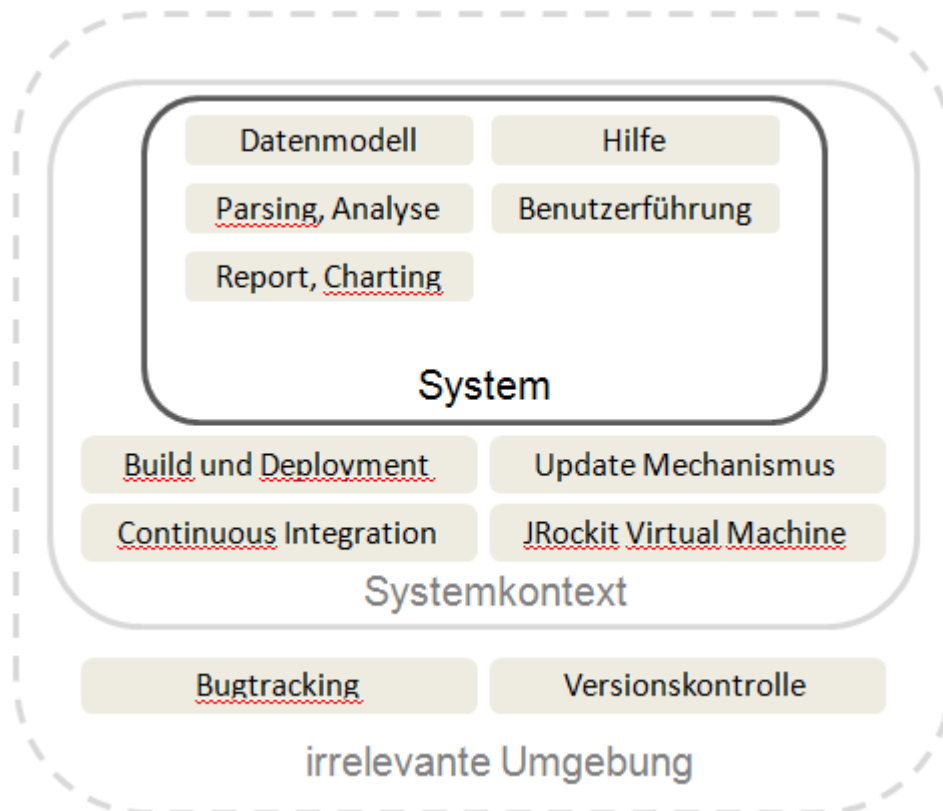 Datenmodell
Hilfe
Parsing, Analyse
Benutzerführung
Report, Charting
System
Build und Deployment
Update Mechanismus
Continuous Integration
JRockit Virtual Machine
Systemkontext
Bugtracking
Versionskontrolle
irrelevante Umgebung